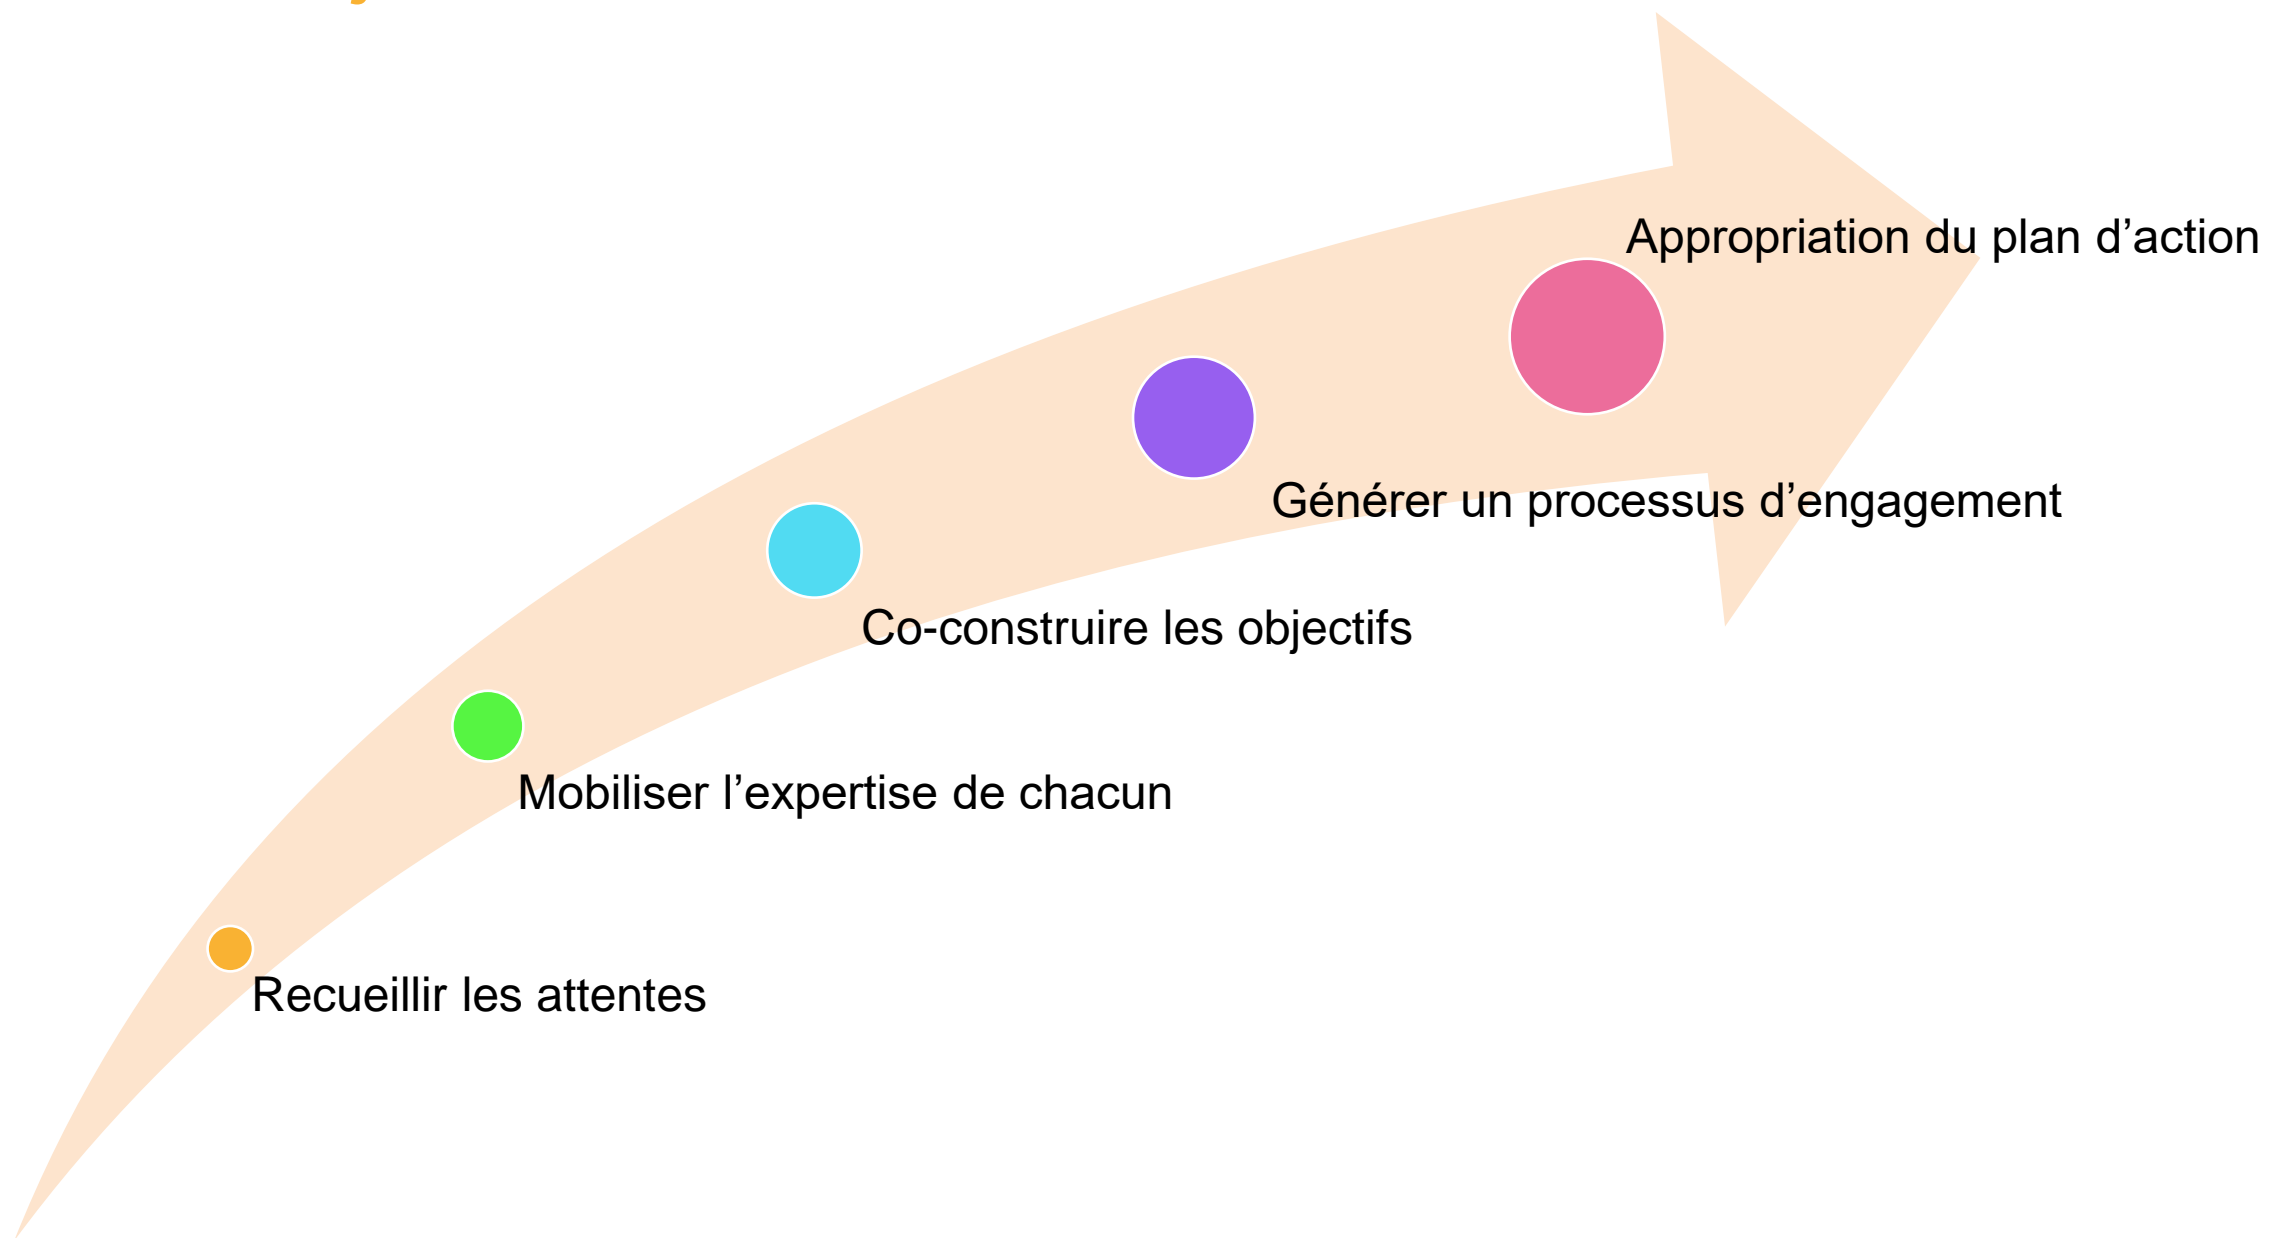 Appropriation du plan d’action
Générer un processus d’engagement
Co-construire les objectifs
Mobiliser l’expertise de chacun
Recueillir les attentes